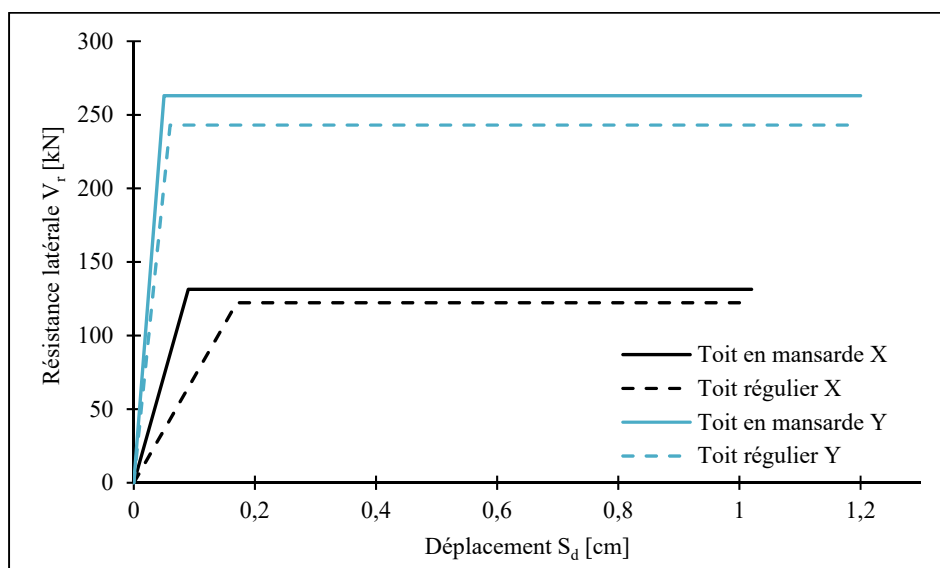 300
250
200
150
100
50
0
Résistance latérale Vr [kN]
Toit en mansarde X
Toit régulier X
Toit en mansarde Y
Toit régulier Y
0 0,2 0,4 0,6 0,8 1 1,2
Déplacement Sd [cm]